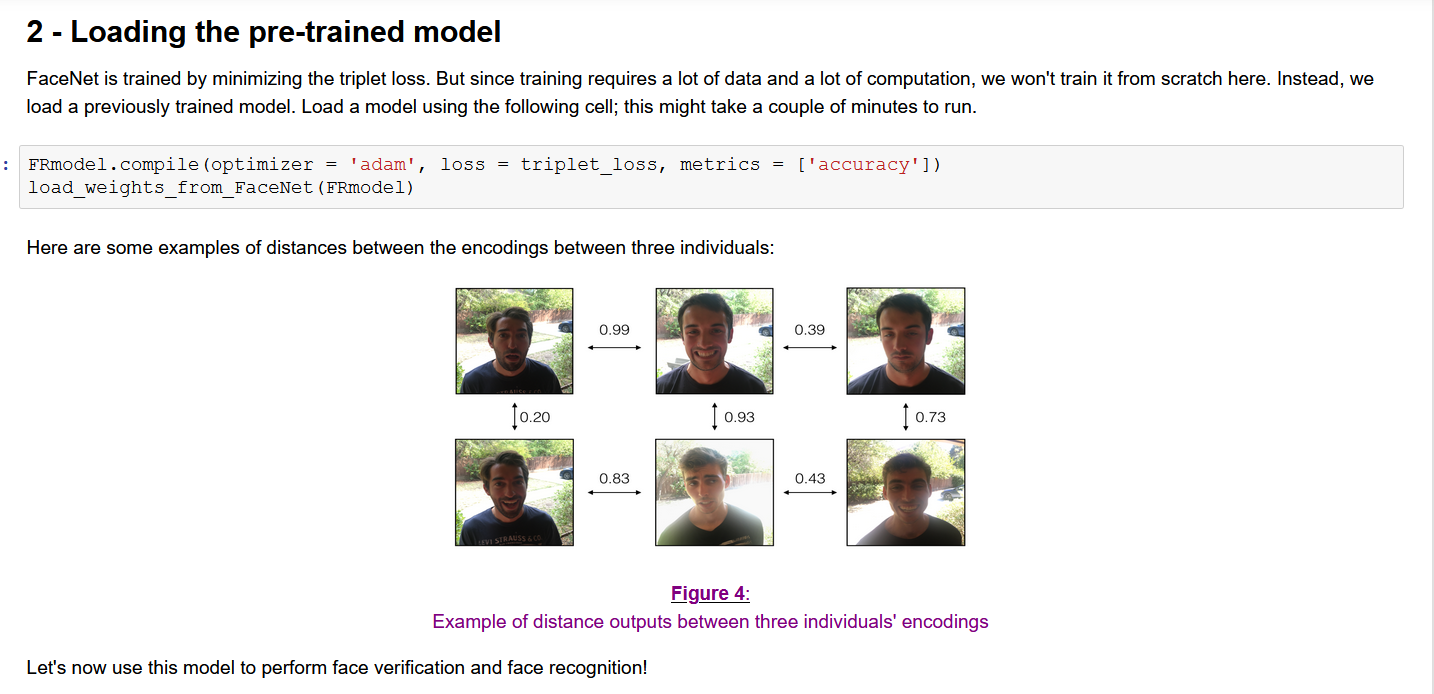 2 - Loading the pre-trained model
FaceNet is trained by minimizing the triplet loss. But since training requires a lot of data and a lot of computation, we won't train it from scratch here. Instead, we
load a previously trained model. Load a model using the following cell; this might take a couple of minutes to run.
:
FRmodel.compile(optimizer = 'adam', loss = triplet_loss, metrics = ['accuracy'])
load_weights_from_FaceNet(FRmodel)
Here are some examples of distances between the encodings between three individuals:
0.99
0.39
0.20
0.93
0.73
0.83
0.43
LEVI STRAUSS & CO
Figure 4:
Example of distance outputs between three individuals' encodings
Let's now use this model to perform face verification and face recognition!